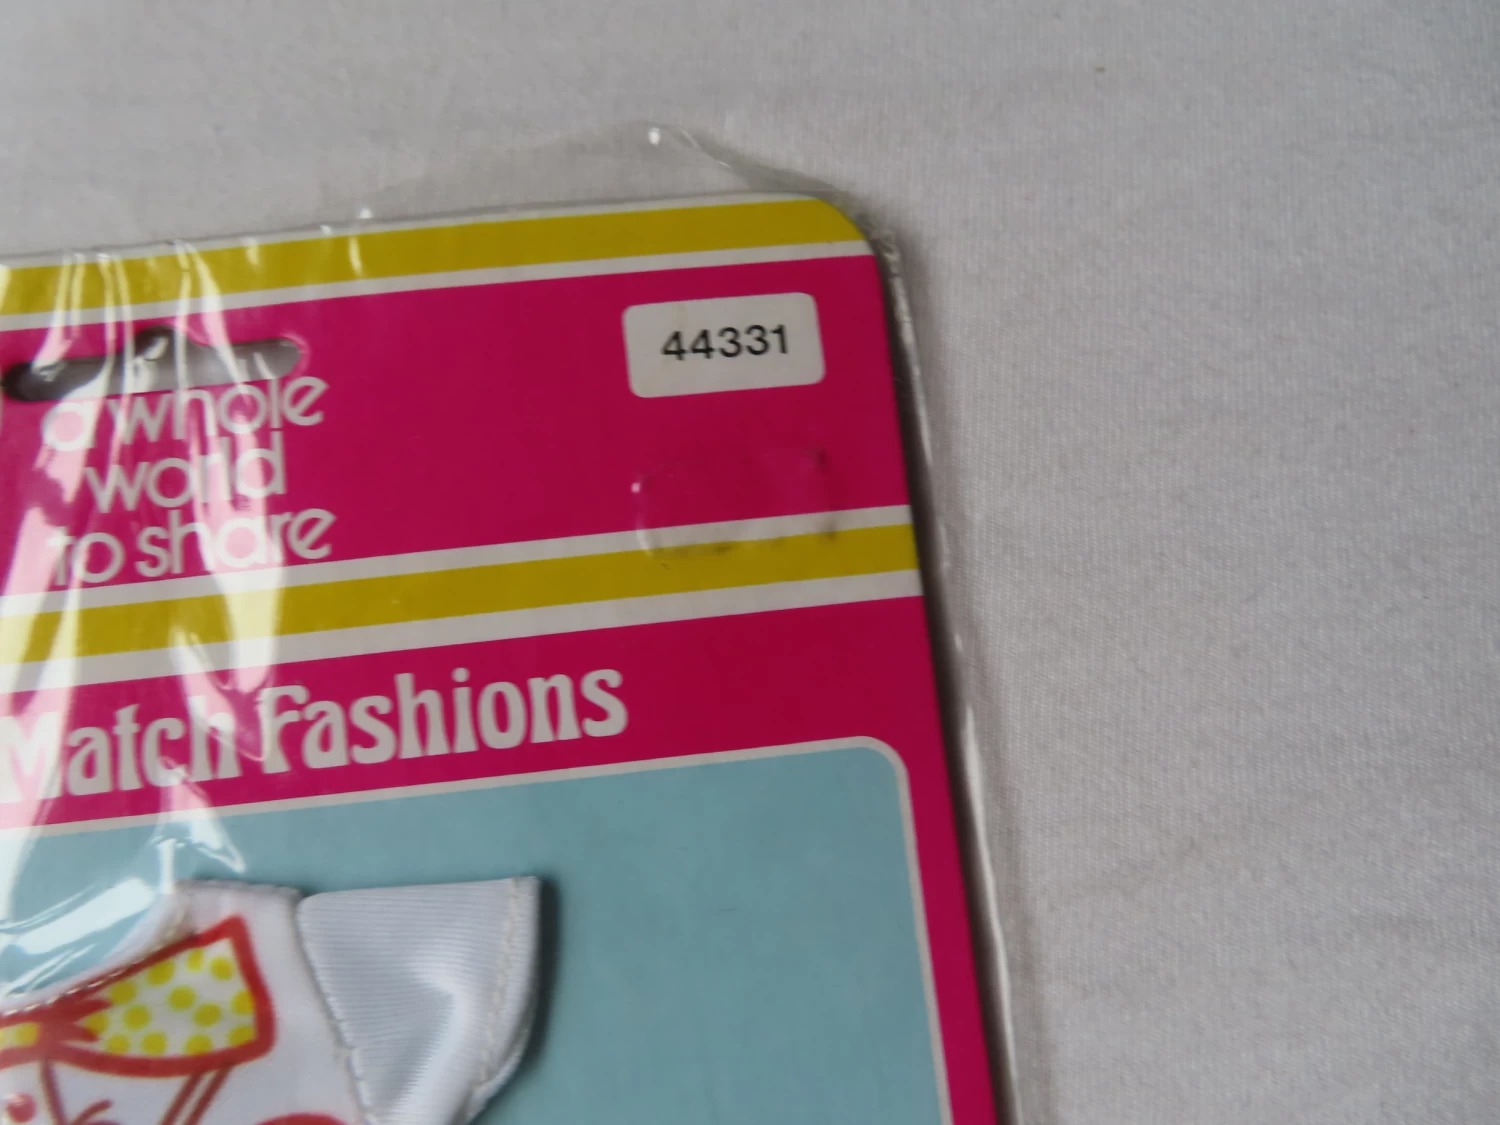 44331
a whole
world
to share
Match Fashions